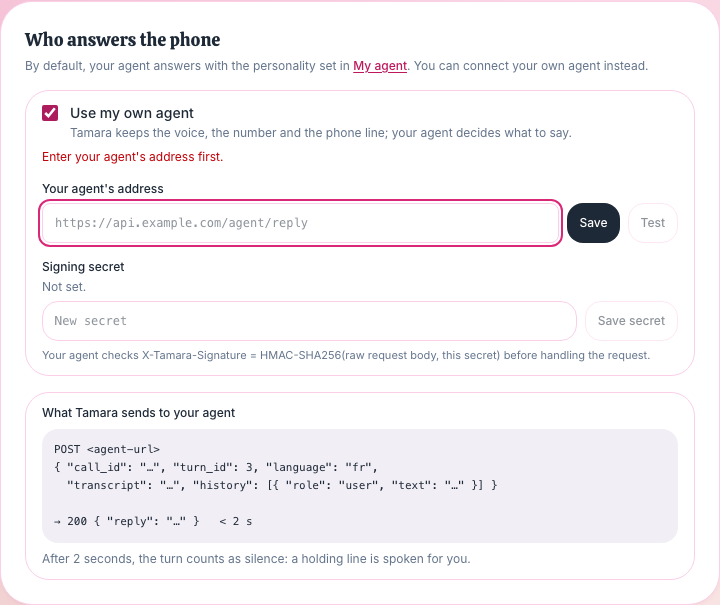 Who answers the phone
By default, your agent answers with the personality set in My agent. You can connect your own agent instead.
Use my own agent
Tamara keeps the voice, the number and the phone line; your agent decides what to say.
Enter your agent's address first.
Your agent's address
https://api.example.com/agent/reply
Save
Test
Signing secret
Not set.
New secret
Save secret
Your agent checks X-Tamara-Signature = HMAC-SHA256(raw request body, this secret) before handling the request.
What Tamara sends to your agent
POST <agent-url>
{ "call_id": "…", "turn_id": 3, "language": "fr",
"transcript": "…", "history": [{ "role": "user", "text": "…" }] }
→ 200 { "reply": "…" } < 2 s
After 2 seconds, the turn counts as silence: a holding line is spoken for you.